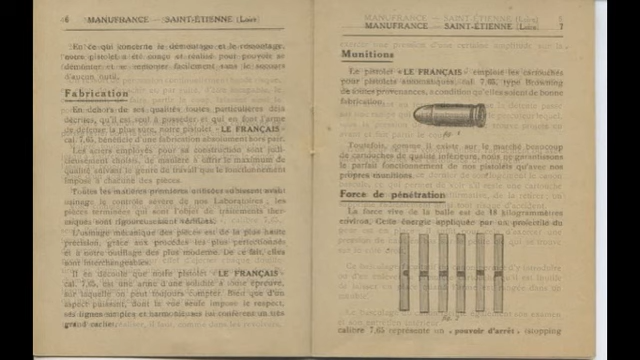 6 MANUFRANCE — SAINT-ÉTIENNE (Loire)
En ce qui concerne le démontage et le remontage,
notre pistolet a été conçu et réalisé pour pouvoir se
démonter et se remonter facilement sans le secours
d'aucun outil.
Fabrication
En dehors de ses qualités toutes particulières déjà
décrites, qu'il est seul à posséder et qui en font l'arme
de défense la plus sûre, notre pistolet « LE FRANÇAIS »
cal. 7,65, bénéficie d'une fabrication absolument hors pair.
Les aciers employés pour sa construction sont judi-
cieusement choisis, de manière à offrir le maximum de
qualité suivant le genre du travail que le fonctionnement
impose à chacun des pièces.
Toutes les matières premières utilisées subissent avant
usinage le contrôle sévère de nos Laboratoires ; les
pièces terminées qui sont l'objet de traitements ther-
miques sont rigoureusement vérifiées.
L'usinage mécanique des pièces est de la plus haute
précision, grâce aux procédés les plus perfectionnés
et à notre outillage des plus moderne. De ce fait, elles
sont interchangeables.
Il en découle que notre pistolet « LE FRANÇAIS »
cal. 7,65, est une arme d'une solidité à toute épreuve,
sur laquelle on peut toujours compter. Bien que d'un
aspect puissant, dont la vue seule impose le respect,
ses lignes simples et harmonieuses lui confèrent un très
grand cachet.
MANUFRANCE — SAINT-ÉTIENNE (Loire) 7
Munitions
Le pistolet « LE FRANÇAIS » emploie les cartouches
pour pistolets automatiques, cal. 7,65, type Browning
de toutes provenances, à condition qu'elles soient de bonne
fabrication.
fig. 1
Toutefois, comme il existe sur le marché beaucoup
de cartouches de qualité inférieure, nous ne garantissons
le parfait fonctionnement de nos pistolets qu'avec nos
propres munitions.
Force de pénétration
La force vive de la balle est de 18 kilogrammètres
environ. Cette énergie appliquée par un projectile du
fig. 2
calibre 7,65 représente un « pouvoir d'arrêt » (stopping